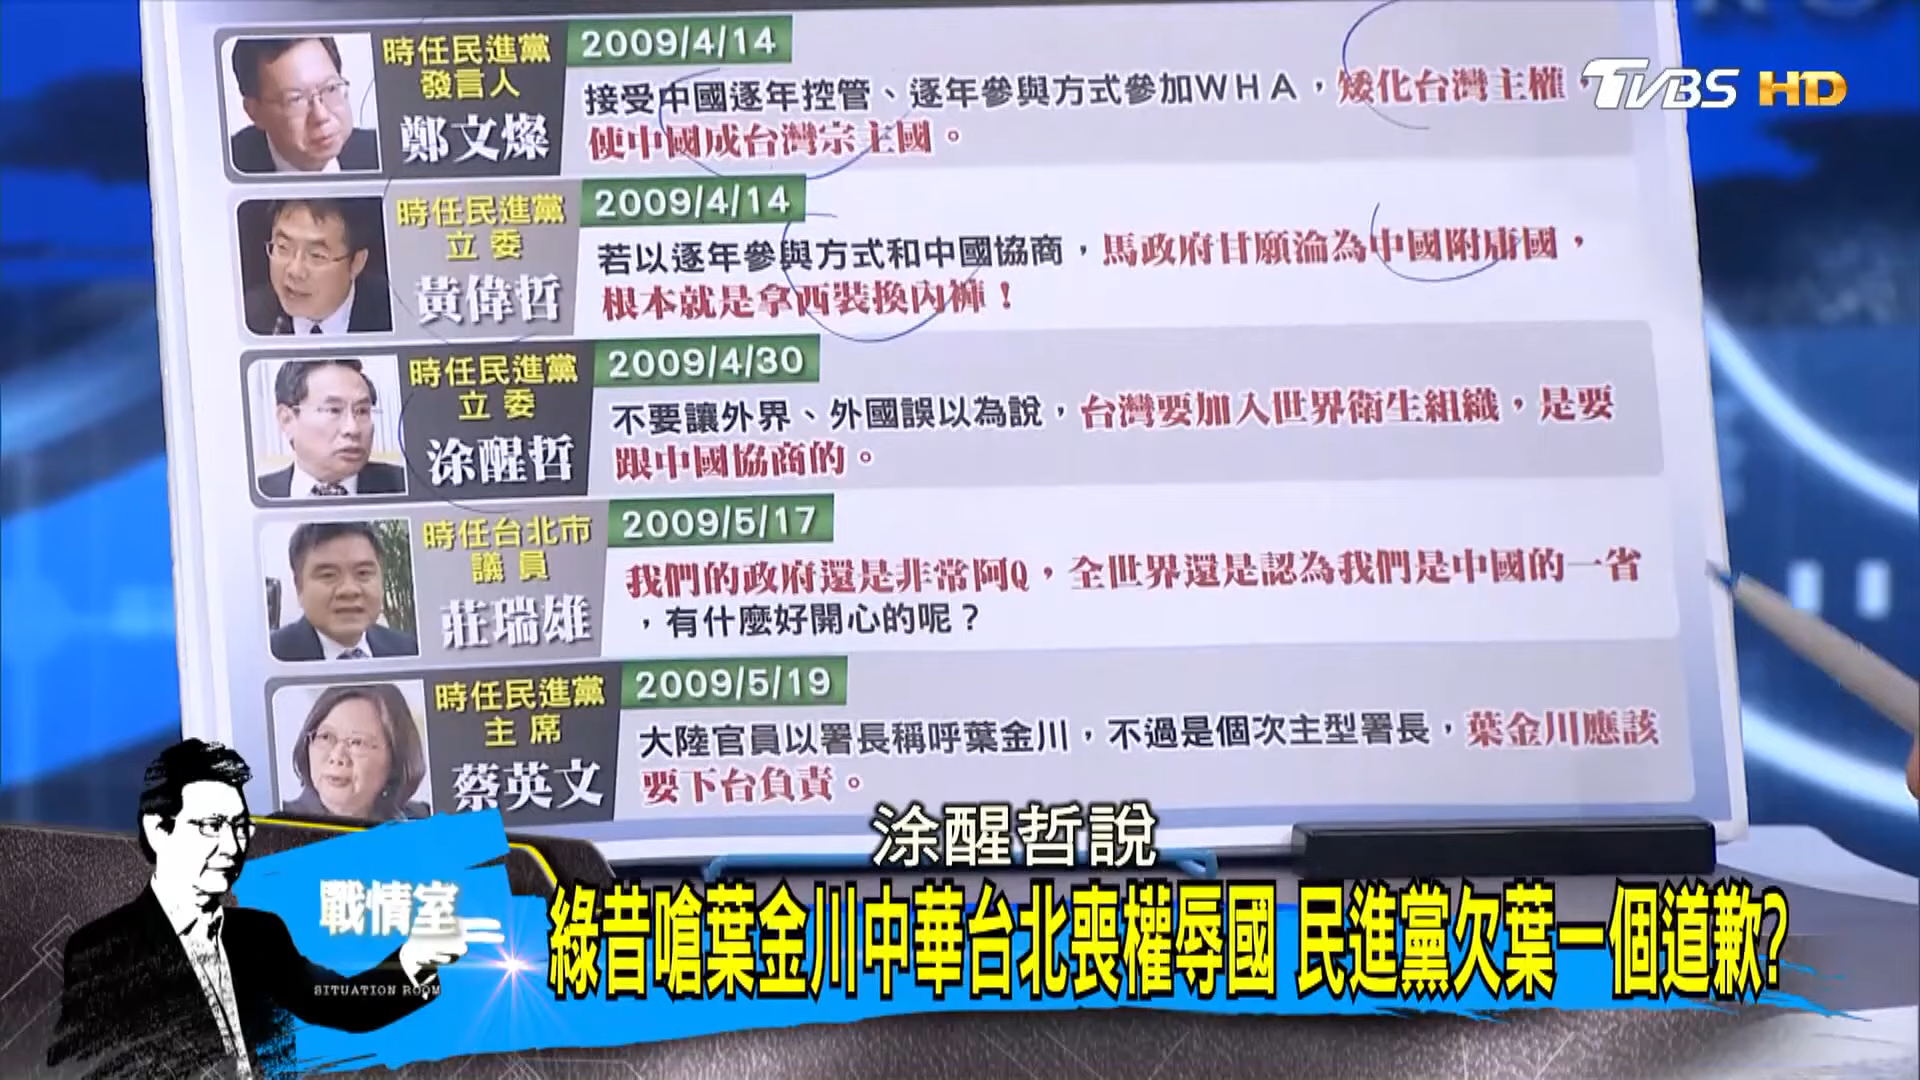 TVBS HD
時任民進黨
發言人
鄭文燦
2009/4/14
接受中國逐年控管、逐年參與方式參加WHA，矮化台灣主權，
使中國成台灣宗主國。
時任民進黨
立委
黃偉哲
2009/4/14
若以逐年參與方式和中國協商，馬政府甘願淪為中國附庸國，
根本就是拿西裝換內褲！
時任民進黨
立委
涂醒哲
2009/4/30
不要讓外界、外國誤以為說，台灣要加入世界衛生組織，是要
跟中國協商的。
時任台北市
議員
莊瑞雄
2009/5/17
我們的政府還是非常阿Q，全世界還是認為我們是中國的一省
，有什麼好開心的呢？
時任民進黨
主席
蔡英文
2009/5/19
大陸官員以署長稱呼葉金川，不過是個次主型署長，葉金川應該
要下台負責。
涂醒哲說
戰情室
SITUATION ROOM
綠昔嗆葉金川中華台北喪權辱國 民進黨欠葉一個道歉?